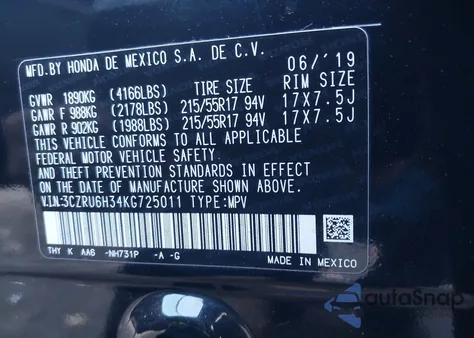 MFD.BY HONDA DE MEXICO S.A. DE C.V. 06/'19
GVWR 1890KG (4166LBS) TIRE SIZE RIM SIZE
GAWR F 988KG (2178LBS) 215/55R17 94V 17X7.5J
GAWR R 902KG (1988LBS) 215/55R17 94V 17X7.5J
THIS VEHICLE CONFORMS TO ALL APPLICABLE
FEDERAL MOTOR VEHICLE SAFETY
AND THEFT PREVENTION STANDARDS IN EFFECT
ON THE DATE OF MANUFACTURE SHOWN ABOVE.
V.I.N:3CZRU6H34KG725011 TYPE:MPV
THY K AA6 -NH731P -A -G
MADE IN MEXICO
autoSnap